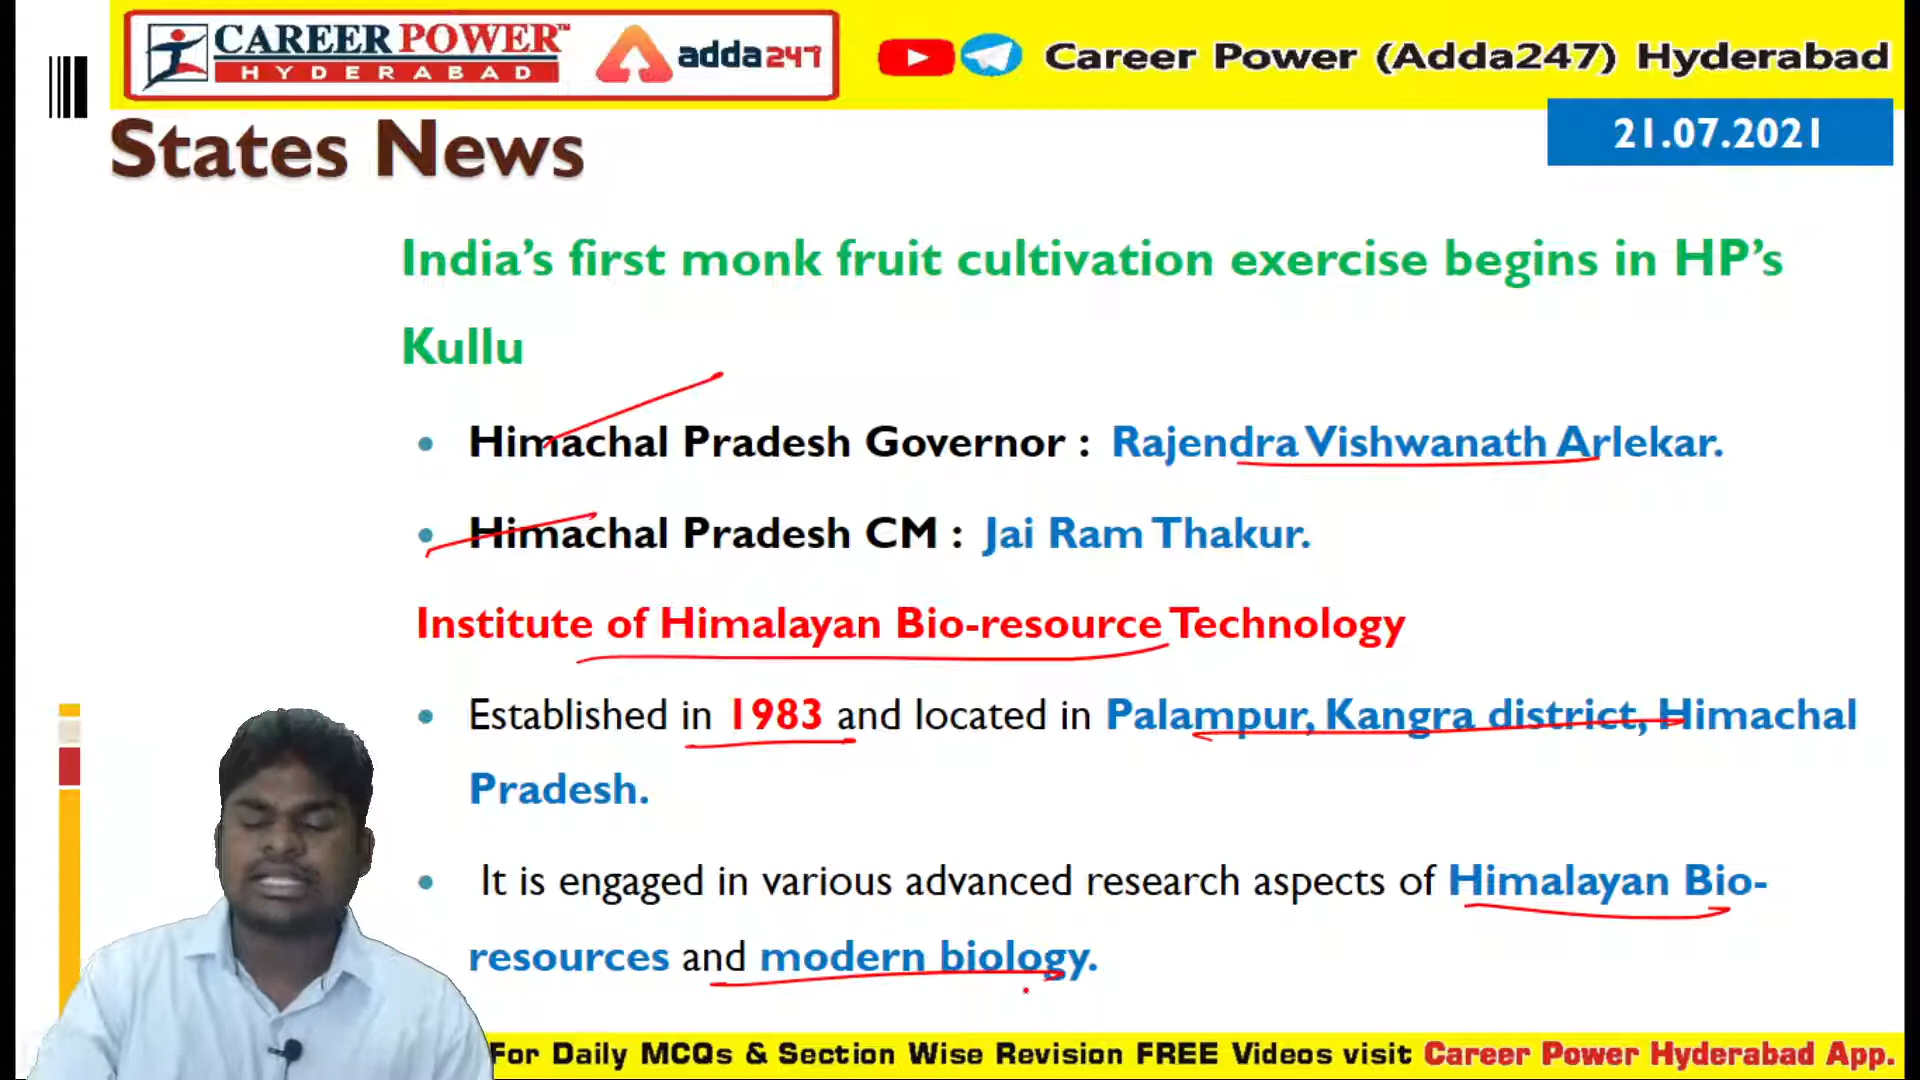 CAREER POWER™
HYDERABAD
adda247
Career Power (Adda247) Hyderabad
States News
21.07.2021
India's first monk fruit cultivation exercise begins in HP's
Kullu
• Himachal Pradesh Governor : Rajendra Vishwanath Arlekar.
• Himachal Pradesh CM : Jai Ram Thakur.
Institute of Himalayan Bio-resource Technology
• Established in 1983 and located in Palampur, Kangra district, Himachal
Pradesh.
• It is engaged in various advanced research aspects of Himalayan Bio-
resources and modern biology.
For Daily MCQs & Section Wise Revision FREE Videos visit Career Power Hyderabad App.